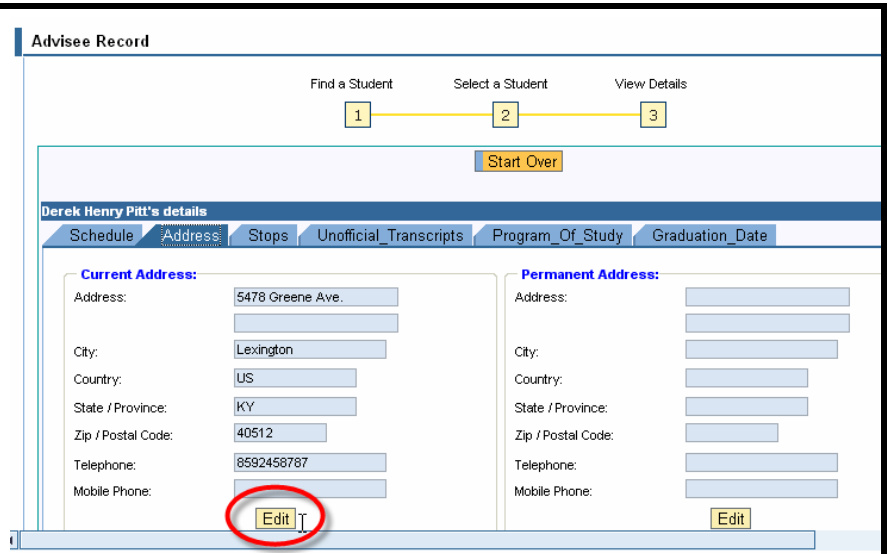 Advisee Record
Find a Student Select a Student View Details
1 2 3
Start Over
Derek Henry Pitt's details
Schedule Address Stops Unofficial_Transcripts Program_Of_Study Graduation_Date
Current Address: Permanent Address:
Address: 5478 Greene Ave. Address:
City: Lexington City:
Country: US Country:
State / Province: KY State / Province:
Zip / Postal Code: 40512 Zip / Postal Code:
Telephone: 8592458787 Telephone:
Mobile Phone: Mobile Phone:
Edit Edit